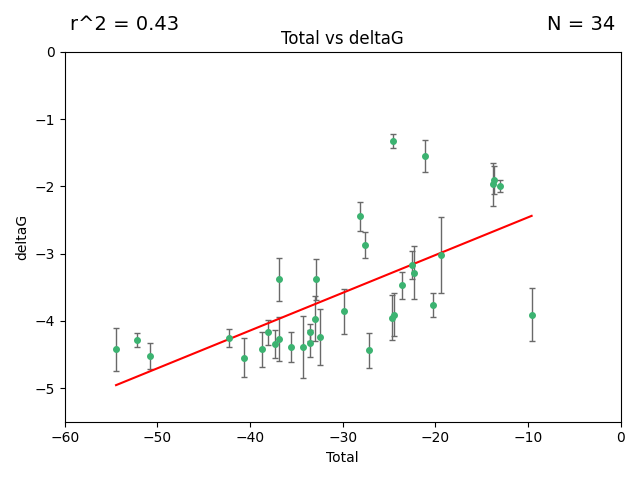 r^2 = 0.43
N = 34
Total vs deltaG
0
−1
−2
−3
−4
−5
deltaG
−60
−50
−40
−30
−20
−10
0
Total